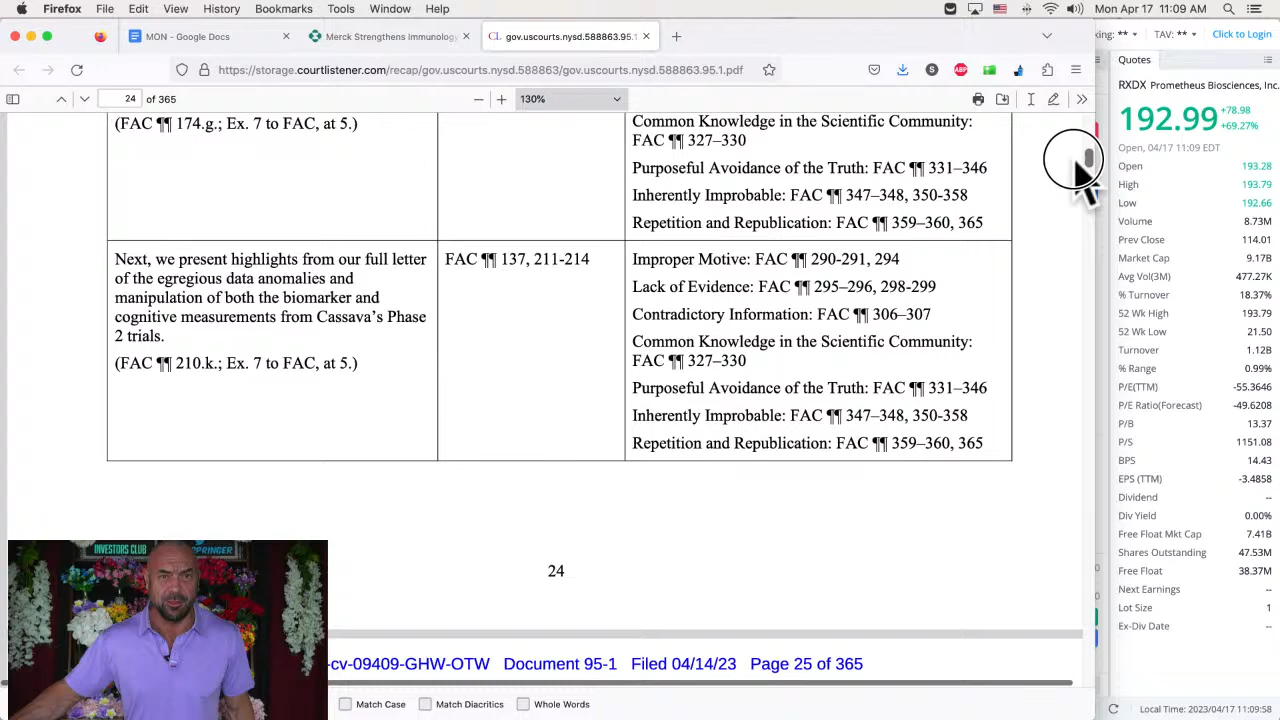 Firefox File Edit View History Bookmarks Tools Window Help Mon Apr 17 11:09 AM
MON - Google Docs
Merck Strengthens Immunology
CL gov.uscourts.nysd.588863.95.1
king: ** TAV: ** Click to Login
https://storage.courtlistener.com/recap/gov.uscourts.nysd.588863/gov.uscourts.nysd.588863.95.1.pdf
24 of 365
130%
(FAC ¶¶ 174.g.; Ex. 7 to FAC, at 5.)
Common Knowledge in the Scientific Community:
FAC ¶¶ 327–330
Purposeful Avoidance of the Truth: FAC ¶¶ 331–346
Inherently Improbable: FAC ¶¶ 347–348, 350-358
Repetition and Republication: FAC ¶¶ 359–360, 365
Next, we present highlights from our full letter
of the egregious data anomalies and
manipulation of both the biomarker and
cognitive measurements from Cassava’s Phase
2 trials.
(FAC ¶¶ 210.k.; Ex. 7 to FAC, at 5.)
FAC ¶¶ 137, 211-214
Improper Motive: FAC ¶¶ 290-291, 294
Lack of Evidence: FAC ¶¶ 295–296, 298-299
Contradictory Information: FAC ¶¶ 306–307
Common Knowledge in the Scientific Community:
FAC ¶¶ 327–330
Purposeful Avoidance of the Truth: FAC ¶¶ 331–346
Inherently Improbable: FAC ¶¶ 347–348, 350-358
Repetition and Republication: FAC ¶¶ 359–360, 365
24
-cv-09409-GHW-OTW Document 95-1 Filed 04/14/23 Page 25 of 365
INVESTORS CLUB
SPRINGER
Match Case Match Diacritics Whole Words
Quotes
RXDX Prometheus Biosciences, Inc.
192.99 +78.98
+69.27%
Open, 04/17 11:09 EDT
Open 193.28
High 193.79
Low 192.66
Volume 8.73M
Prev Close 114.01
Market Cap 9.17B
Avg Vol(3M) 477.27K
% Turnover 18.37%
52 Wk High 193.79
52 Wk Low 21.50
Turnover 1.12B
% Range 0.99%
P/E(TTM) -55.3646
P/E Ratio(Forecast) -49.6208
P/B 13.37
P/S 1151.08
BPS 14.43
EPS (TTM) -3.4858
Dividend --
Div Yield 0.00%
Free Float Mkt Cap 7.41B
Shares Outstanding 47.53M
Free Float 38.37M
Next Earnings --
Lot Size 1
Ex-Div Date --
Local Time: 2023/04/17 11:09:58